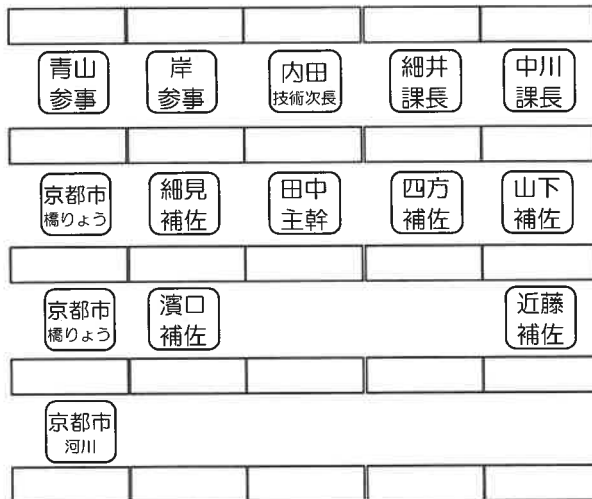 青山
参事
岸
参事
内田
技術次長
細井
課長
中川
課長
京都市
橋りょう
細見
補佐
田中
主幹
四方
補佐
山下
補佐
京都市
橋りょう
濱口
補佐
近藤
補佐
京都市
河川